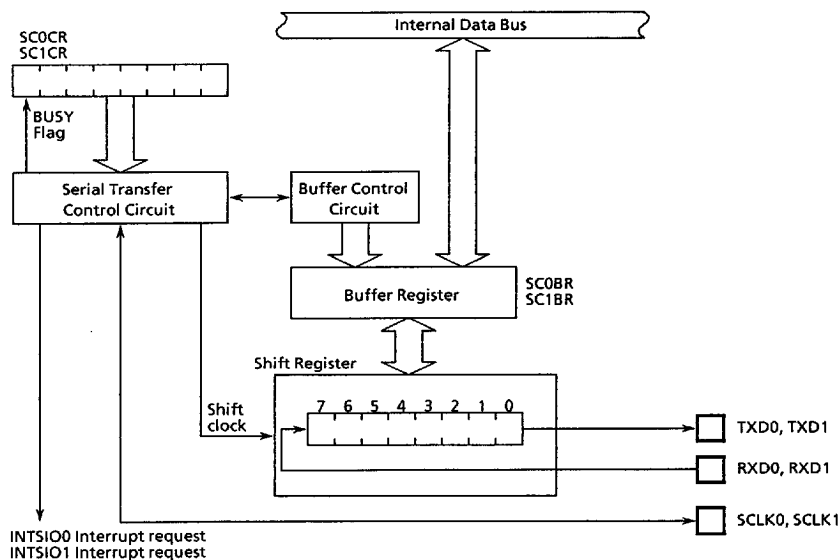 Internal Data Bus
SC0CR
SC1CR
BUSY
Flag
Serial Transfer
Control Circuit
Buffer Control
Circuit
Buffer Register
SC0BR
SC1BR
Shift Register
7 6 5 4 3 2 1 0
Shift
clock
TXD0, TXD1
RXD0, RXD1
SCLK0, SCLK1
INTSIO0 Interrupt request
INTSIO1 Interrupt request